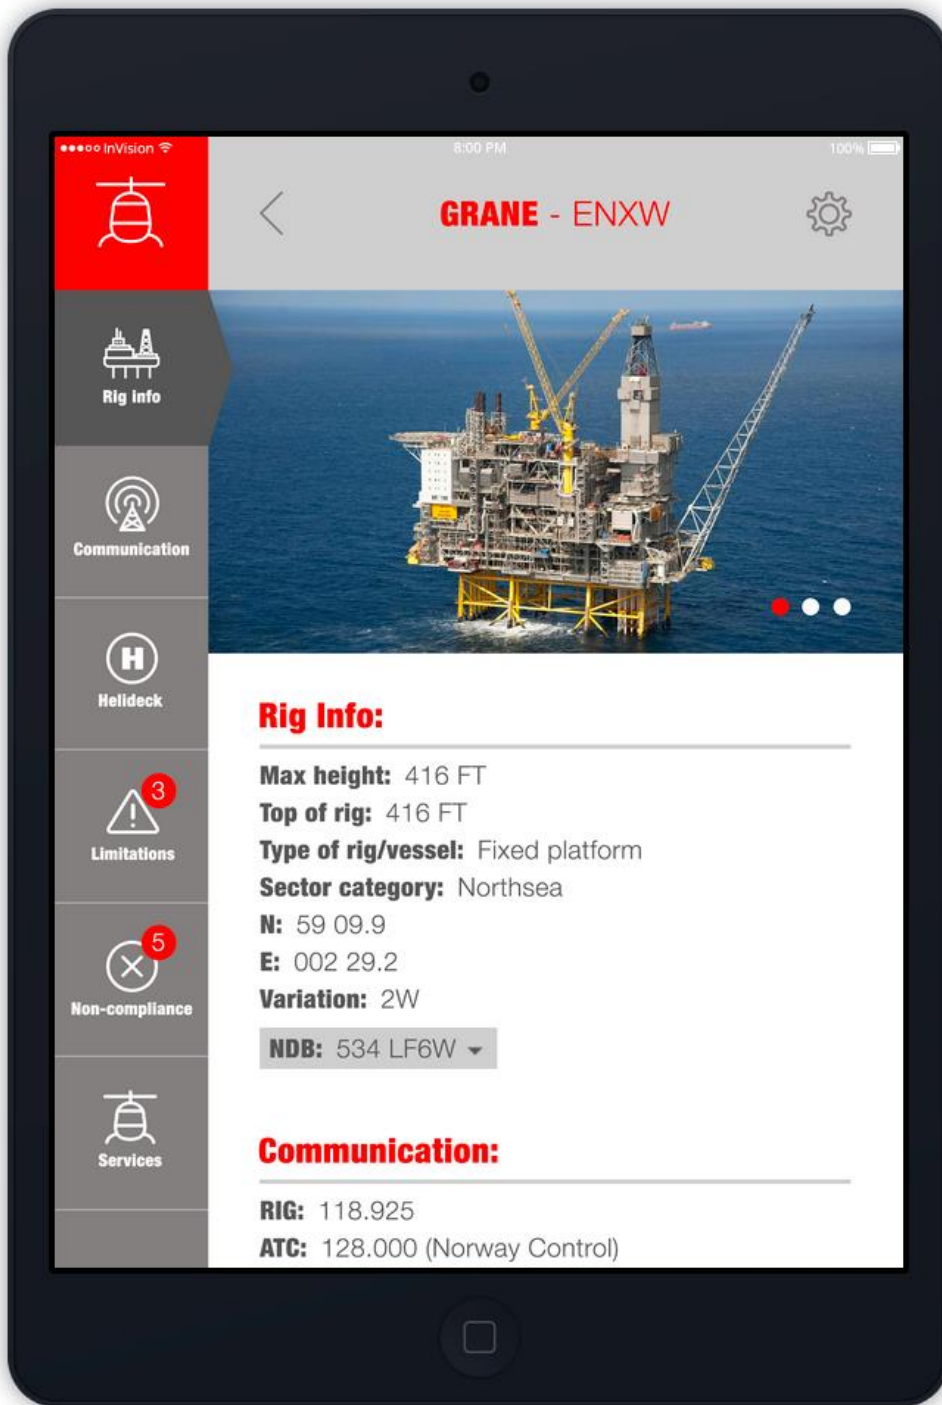 ●●●○○ InVision 8:00 PM 100%
GRANE - ENXW
Rig info
Communication
H
Helideck
3
Limitations
5
Non-compliance
Services
Rig Info:
Max height: 416 FT
Top of rig: 416 FT
Type of rig/vessel: Fixed platform
Sector category: Northsea
N: 59 09.9
E: 002 29.2
Variation: 2W
NDB: 534 LF6W
Communication:
RIG: 118.925
ATC: 128.000 (Norway Control)